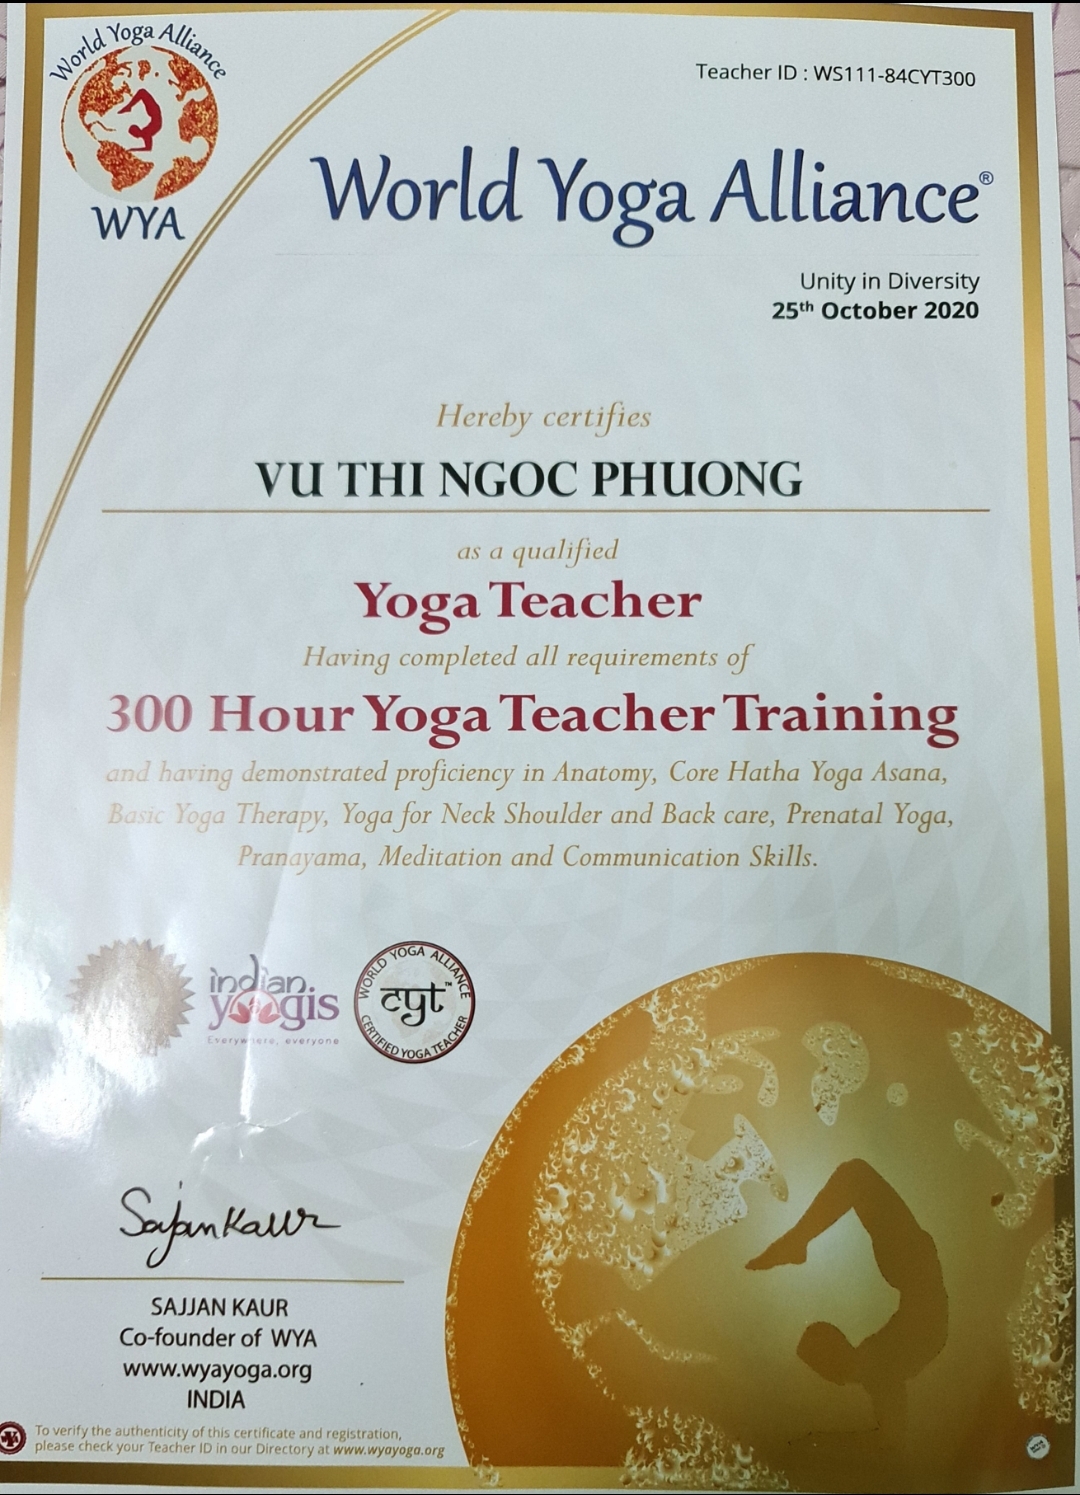 World Yoga Alliance
WYA
Teacher ID : WS111-84CYT300
World Yoga Alliance®
Unity in Diversity
25th October 2020
Hereby certifies
VU THI NGOC PHUONG
as a qualified
Yoga Teacher
Having completed all requirements of
300 Hour Yoga Teacher Training
and having demonstrated proficiency in Anatomy, Core Hatha Yoga Asana,
Basic Yoga Therapy, Yoga for Neck Shoulder and Back care, Prenatal Yoga,
Pranayama, Meditation and Communication Skills.
indian
yogis
Everywhere, everyone
WORLD YOGA ALLIANCE
cyt™
CERTIFIED YOGA TEACHER
Sajjan Kaur
SAJJAN KAUR
Co-founder of WYA
www.wyayoga.org
INDIA
To verify the authenticity of this certificate and registration,
please check your Teacher ID in our Directory at www.wyayoga.org